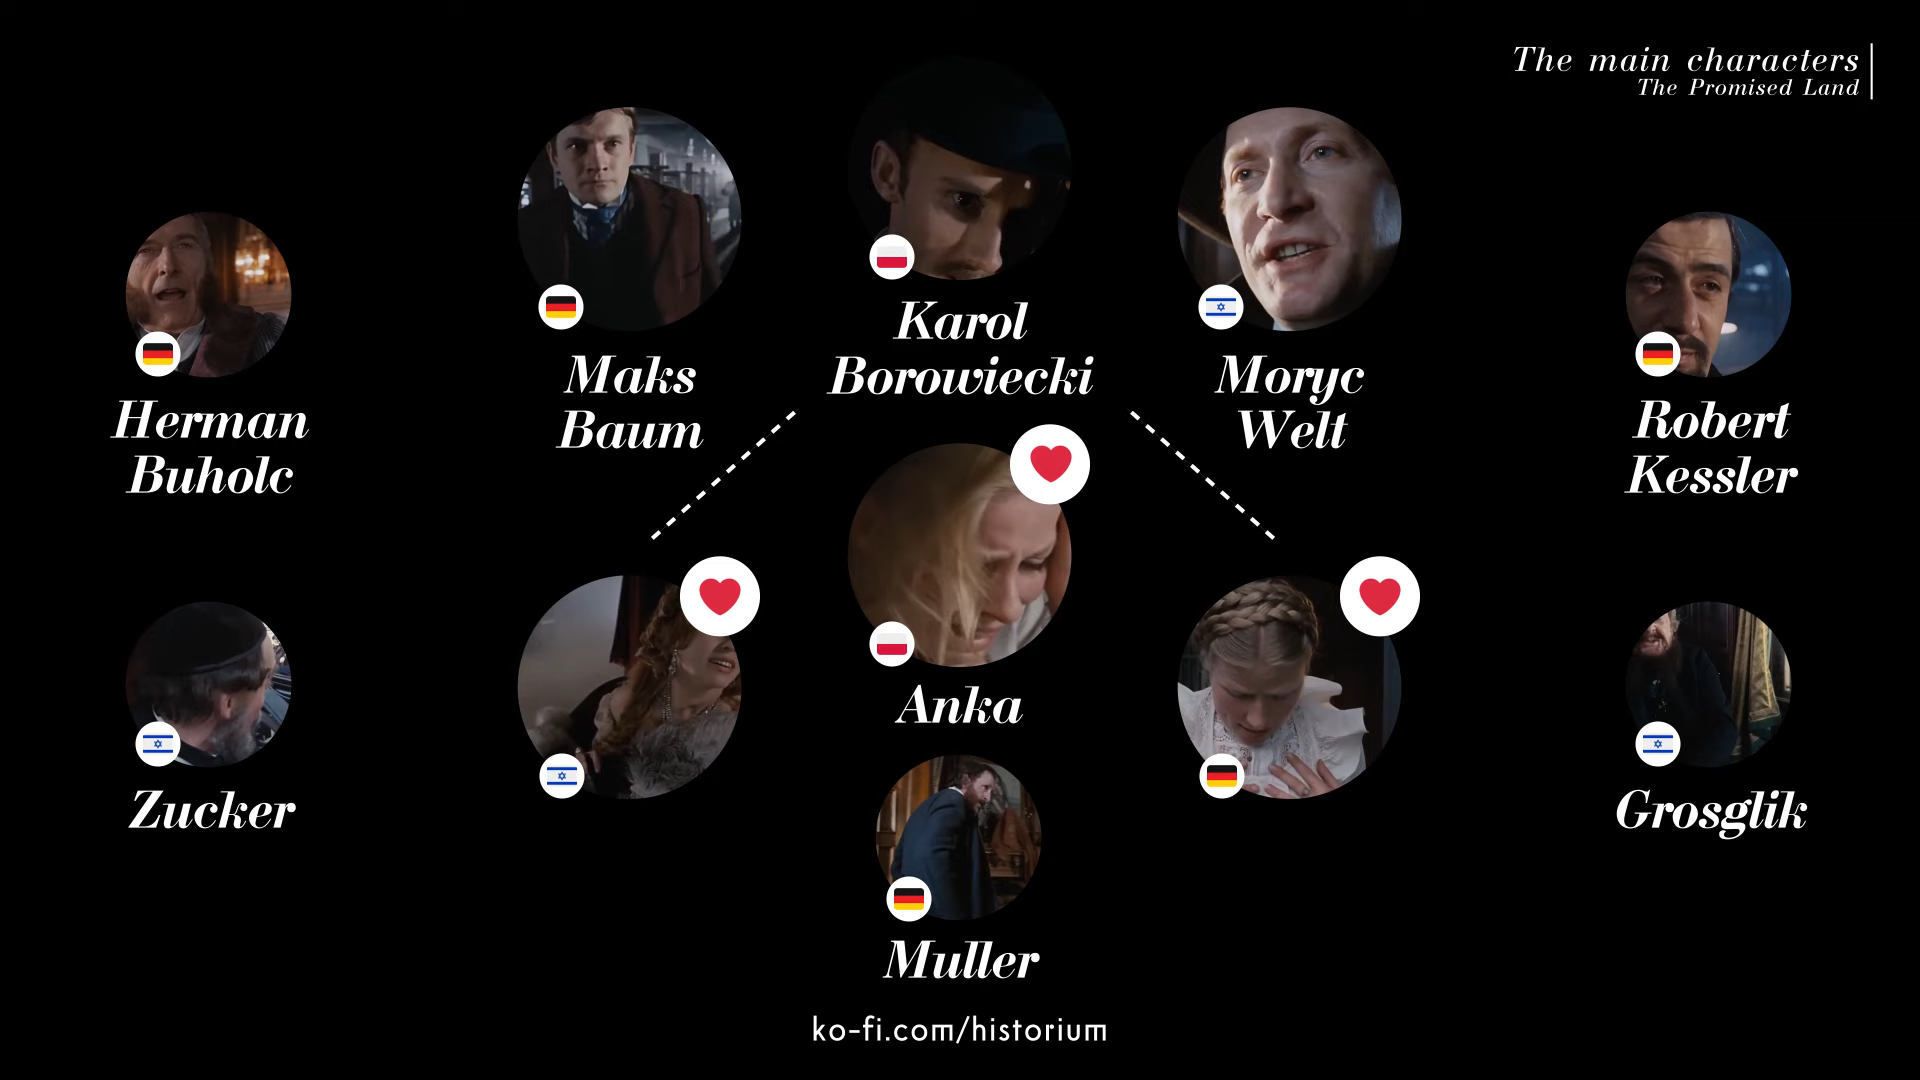 The main characters
The Promised Land
Karol
Borowiecki
Maks
Baum
Moryc
Welt
Herman
Buholc
Robert
Kessler
Anka
Zucker
Grosglik
Muller
ko-fi.com/historium